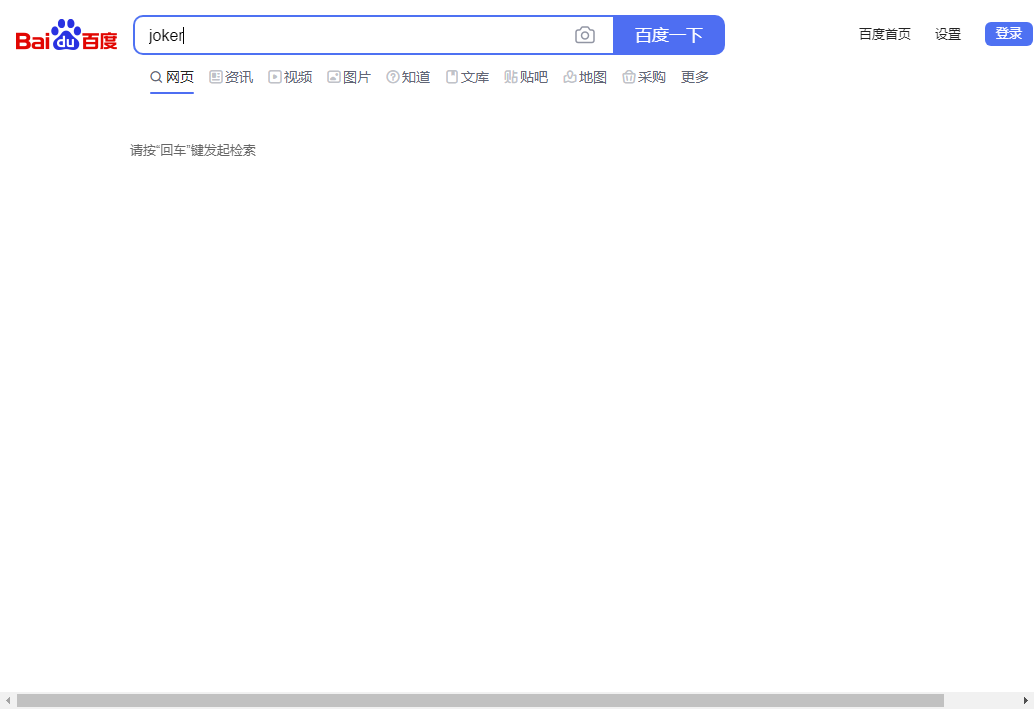 Bai du 百度 joker 百度一下 百度首页 设置 登录
网页 资讯 视频 图片 知道 文库 贴吧 地图 采购 更多
请按“回车”键发起检索